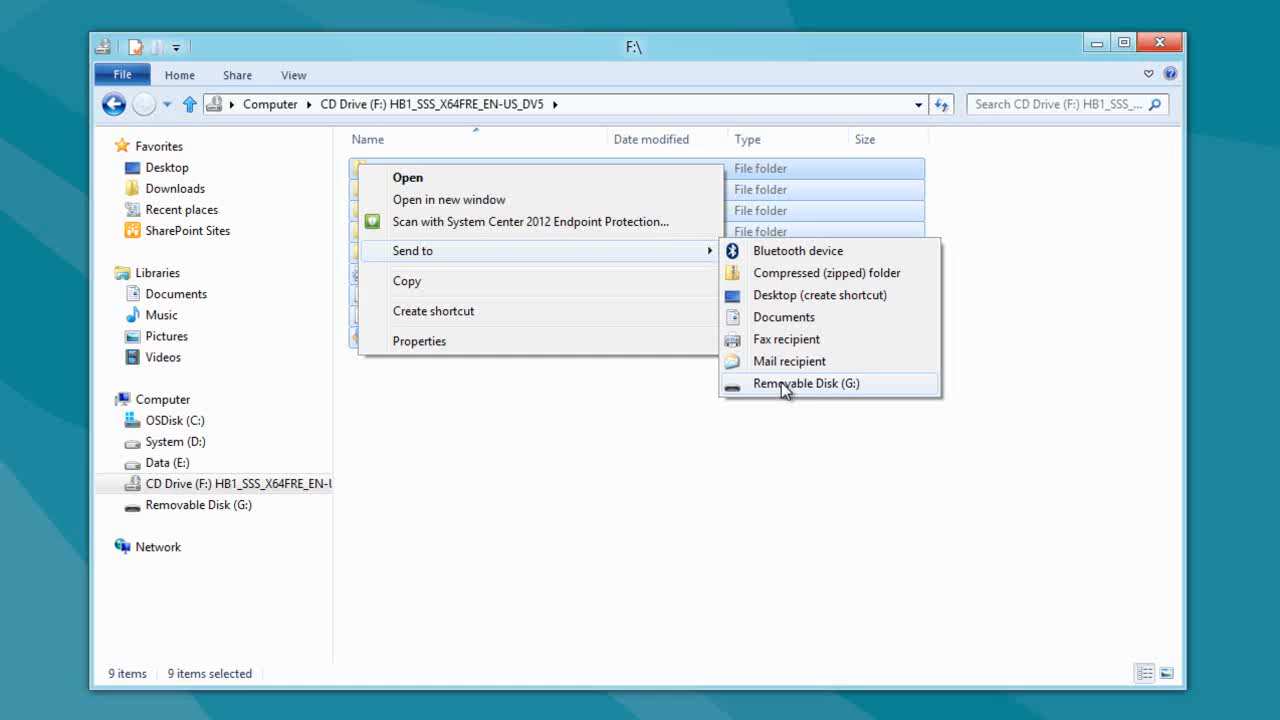 F:\
File Home Share View
Computer CD Drive (F:) HB1_SSS_X64FRE_EN-US_DV5
Search CD Drive (F:) HB1_SSS_...
Name Date modified Type Size
Favorites
Desktop
Downloads
Recent places
SharePoint Sites
Libraries
Documents
Music
Pictures
Videos
Computer
OSDisk (C:)
System (D:)
Data (E:)
CD Drive (F:) HB1_SSS_X64FRE_EN-U
Removable Disk (G:)
Network
File folder
File folder
File folder
File folder
Open
Open in new window
Scan with System Center 2012 Endpoint Protection...
Send to
Copy
Create shortcut
Properties
Bluetooth device
Compressed (zipped) folder
Desktop (create shortcut)
Documents
Fax recipient
Mail recipient
Removable Disk (G:)
9 items 9 items selected